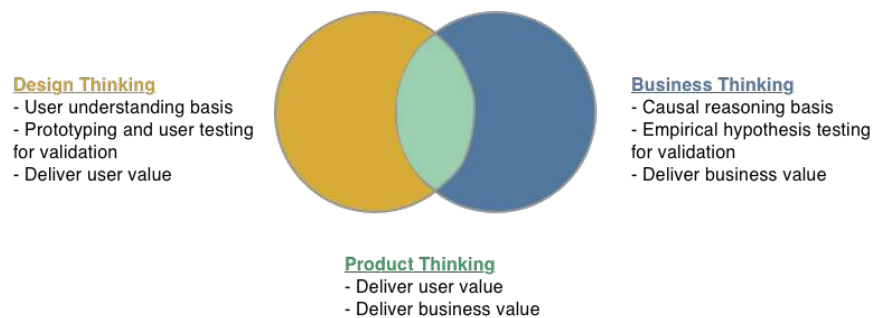 Design Thinking
- User understanding basis
- Prototyping and user testing
for validation
- Deliver user value
Business Thinking
- Causal reasoning basis
- Empirical hypothesis testing
for validation
- Deliver business value
Product Thinking
- Deliver user value
- Deliver business value